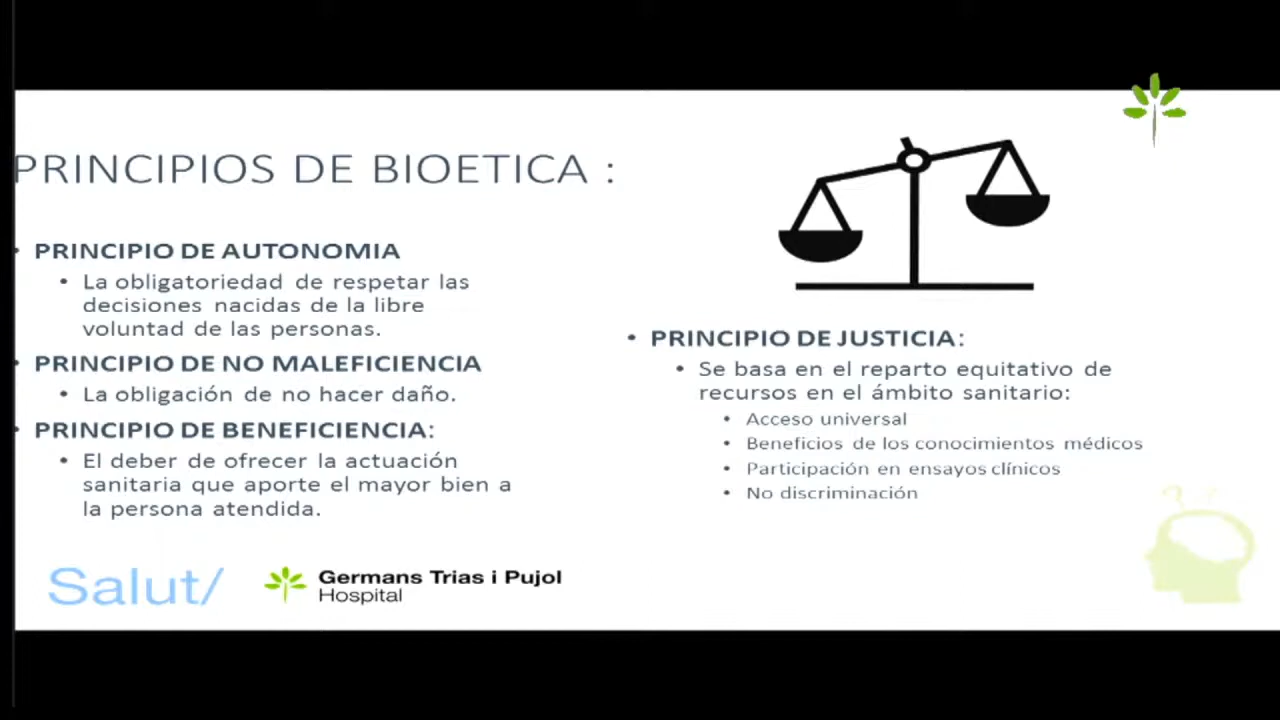 PRINCIPIOS DE BIOETICA :
• PRINCIPIO DE AUTONOMIA
• La obligatoriedad de respetar las
decisiones nacidas de la libre
voluntad de las personas.
• PRINCIPIO DE NO MALEFICIENCIA
• La obligación de no hacer daño.
• PRINCIPIO DE BENEFICIENCIA:
• El deber de ofrecer la actuación
sanitaria que aporte el mayor bien a
la persona atendida.
• PRINCIPIO DE JUSTICIA:
• Se basa en el reparto equitativo de
recursos en el ámbito sanitario:
• Acceso universal
• Beneficios de los conocimientos médicos
• Participación en ensayos clínicos
• No discriminación
Salut/
Germans Trias i Pujol
Hospital